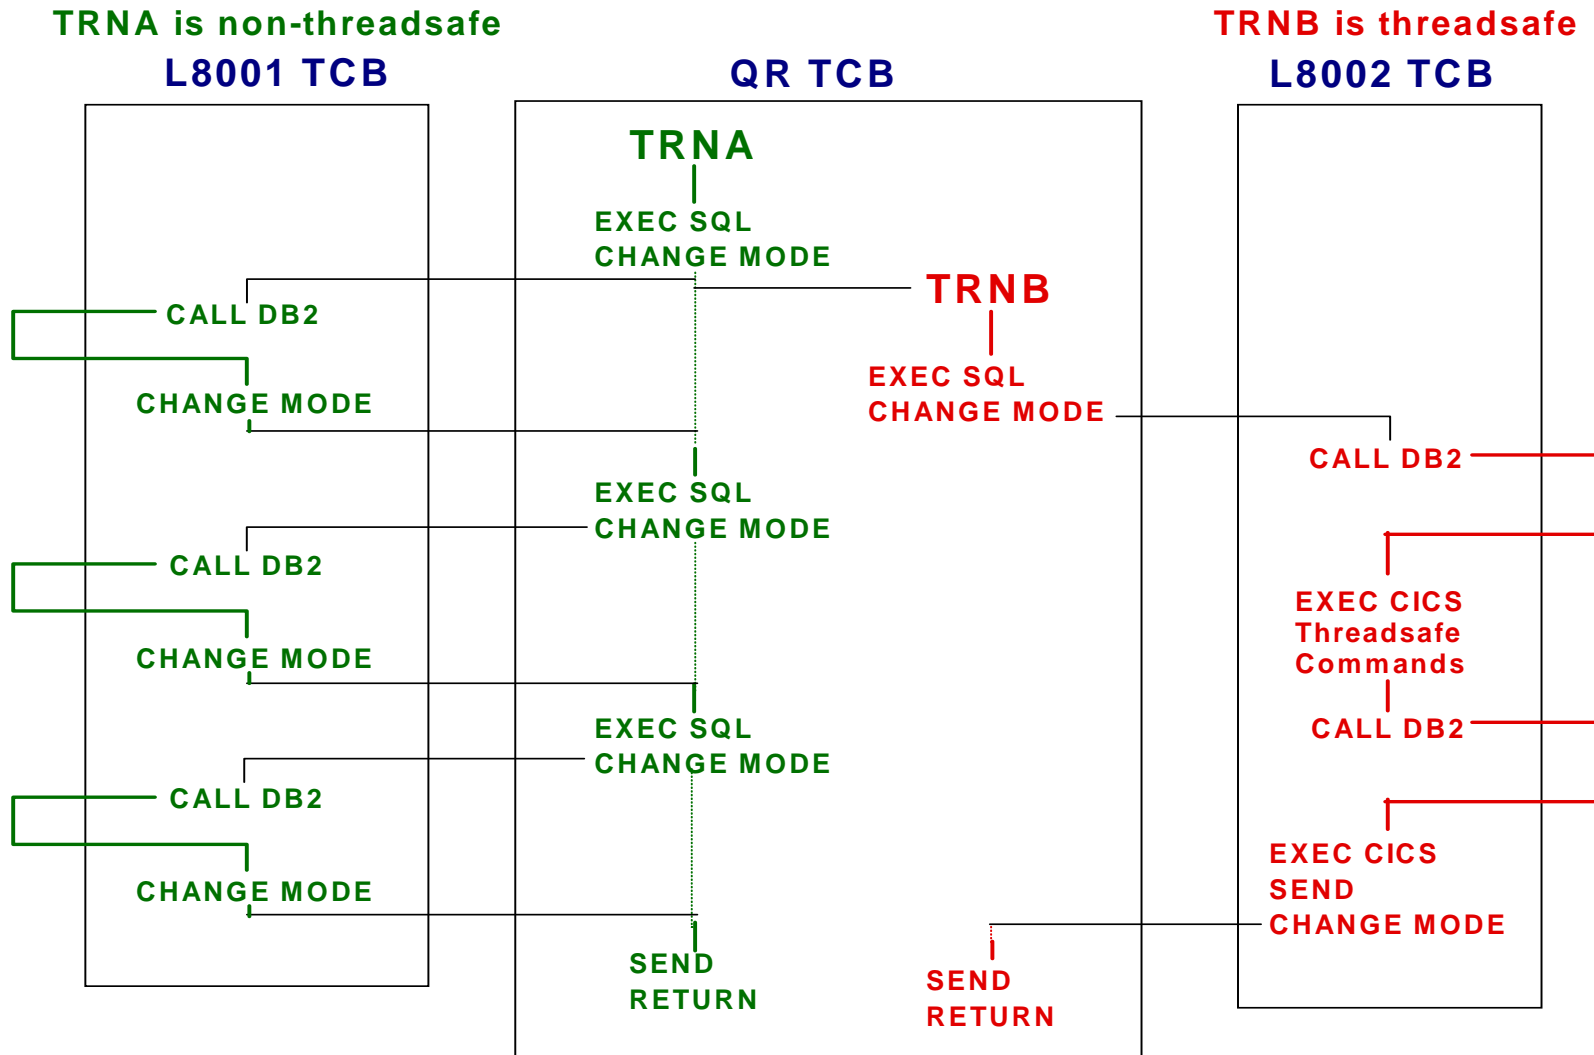 TRNA is non-threadsafe
TRNB is threadsafe
L8001 TCB
QR TCB
L8002 TCB
TRNA
EXEC SQL
CHANGE MODE
TRNB
CALL DB2
EXEC SQL
CHANGE MODE
CHANGE MODE
CALL DB2
EXEC SQL
CHANGE MODE
CALL DB2
EXEC CICS
Threadsafe
Commands
CHANGE MODE
EXEC SQL
CHANGE MODE
CALL DB2
CALL DB2
EXEC CICS
SEND
CHANGE MODE
CHANGE MODE
SEND
RETURN
SEND
RETURN